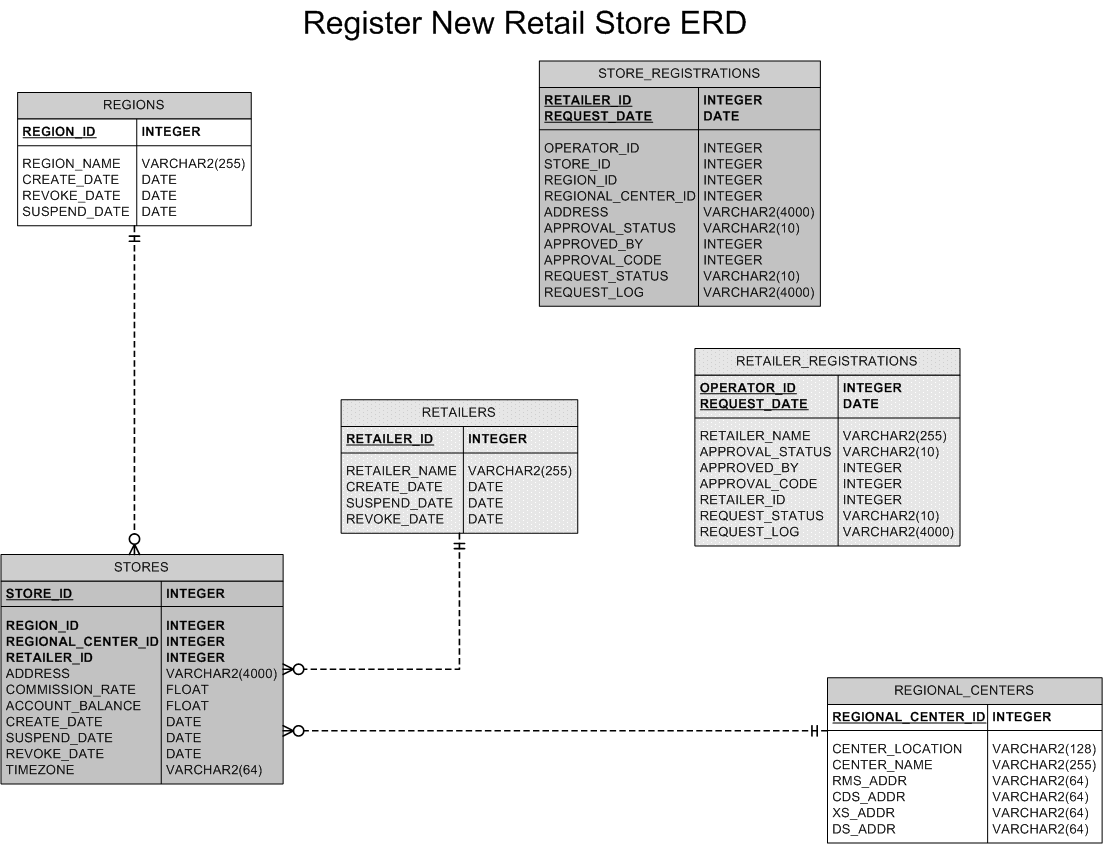 Register New Retail Store ERD
STORE_REGISTRATIONS
RETAILER_ID INTEGER
REQUEST_DATE DATE
OPERATOR_ID INTEGER
STORE_ID INTEGER
REGION_ID INTEGER
REGIONAL_CENTER_ID INTEGER
ADDRESS VARCHAR2(4000)
APPROVAL_STATUS VARCHAR2(10)
APPROVED_BY INTEGER
APPROVAL_CODE INTEGER
REQUEST_STATUS VARCHAR2(10)
REQUEST_LOG VARCHAR2(4000)
REGIONS
REGION_ID INTEGER
REGION_NAME VARCHAR2(255)
CREATE_DATE DATE
REVOKE_DATE DATE
SUSPEND_DATE DATE
RETAILER_REGISTRATIONS
OPERATOR_ID INTEGER
REQUEST_DATE DATE
RETAILER_NAME VARCHAR2(255)
APPROVAL_STATUS VARCHAR2(10)
APPROVED_BY INTEGER
APPROVAL_CODE INTEGER
RETAILER_ID INTEGER
REQUEST_STATUS VARCHAR2(10)
REQUEST_LOG VARCHAR2(4000)
RETAILERS
RETAILER_ID INTEGER
RETAILER_NAME VARCHAR2(255)
CREATE_DATE DATE
SUSPEND_DATE DATE
REVOKE_DATE DATE
STORES
STORE_ID INTEGER
REGION_ID INTEGER
REGIONAL_CENTER_ID INTEGER
RETAILER_ID INTEGER
ADDRESS VARCHAR2(4000)
COMMISSION_RATE FLOAT
ACCOUNT_BALANCE FLOAT
CREATE_DATE DATE
SUSPEND_DATE DATE
REVOKE_DATE DATE
TIMEZONE VARCHAR2(64)
REGIONAL_CENTERS
REGIONAL_CENTER_ID INTEGER
CENTER_LOCATION VARCHAR2(128)
CENTER_NAME VARCHAR2(255)
RMS_ADDR VARCHAR2(64)
CDS_ADDR VARCHAR2(64)
XS_ADDR VARCHAR2(64)
DS_ADDR VARCHAR2(64)